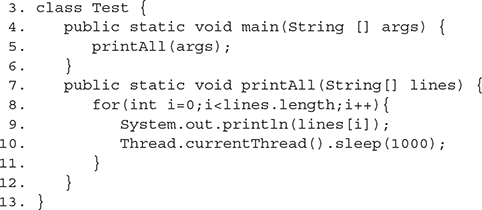 3. class Test {
4.    public static void main(String [] args) {
5.       printAll(args);
6.    }
7.    public static void printAll(String[] lines) {
8.       for(int i=0;i<lines.length;i++){
9.          System.out.println(lines[i]);
10.          Thread.currentThread().sleep(1000);
11.       }
12.    }
13. }